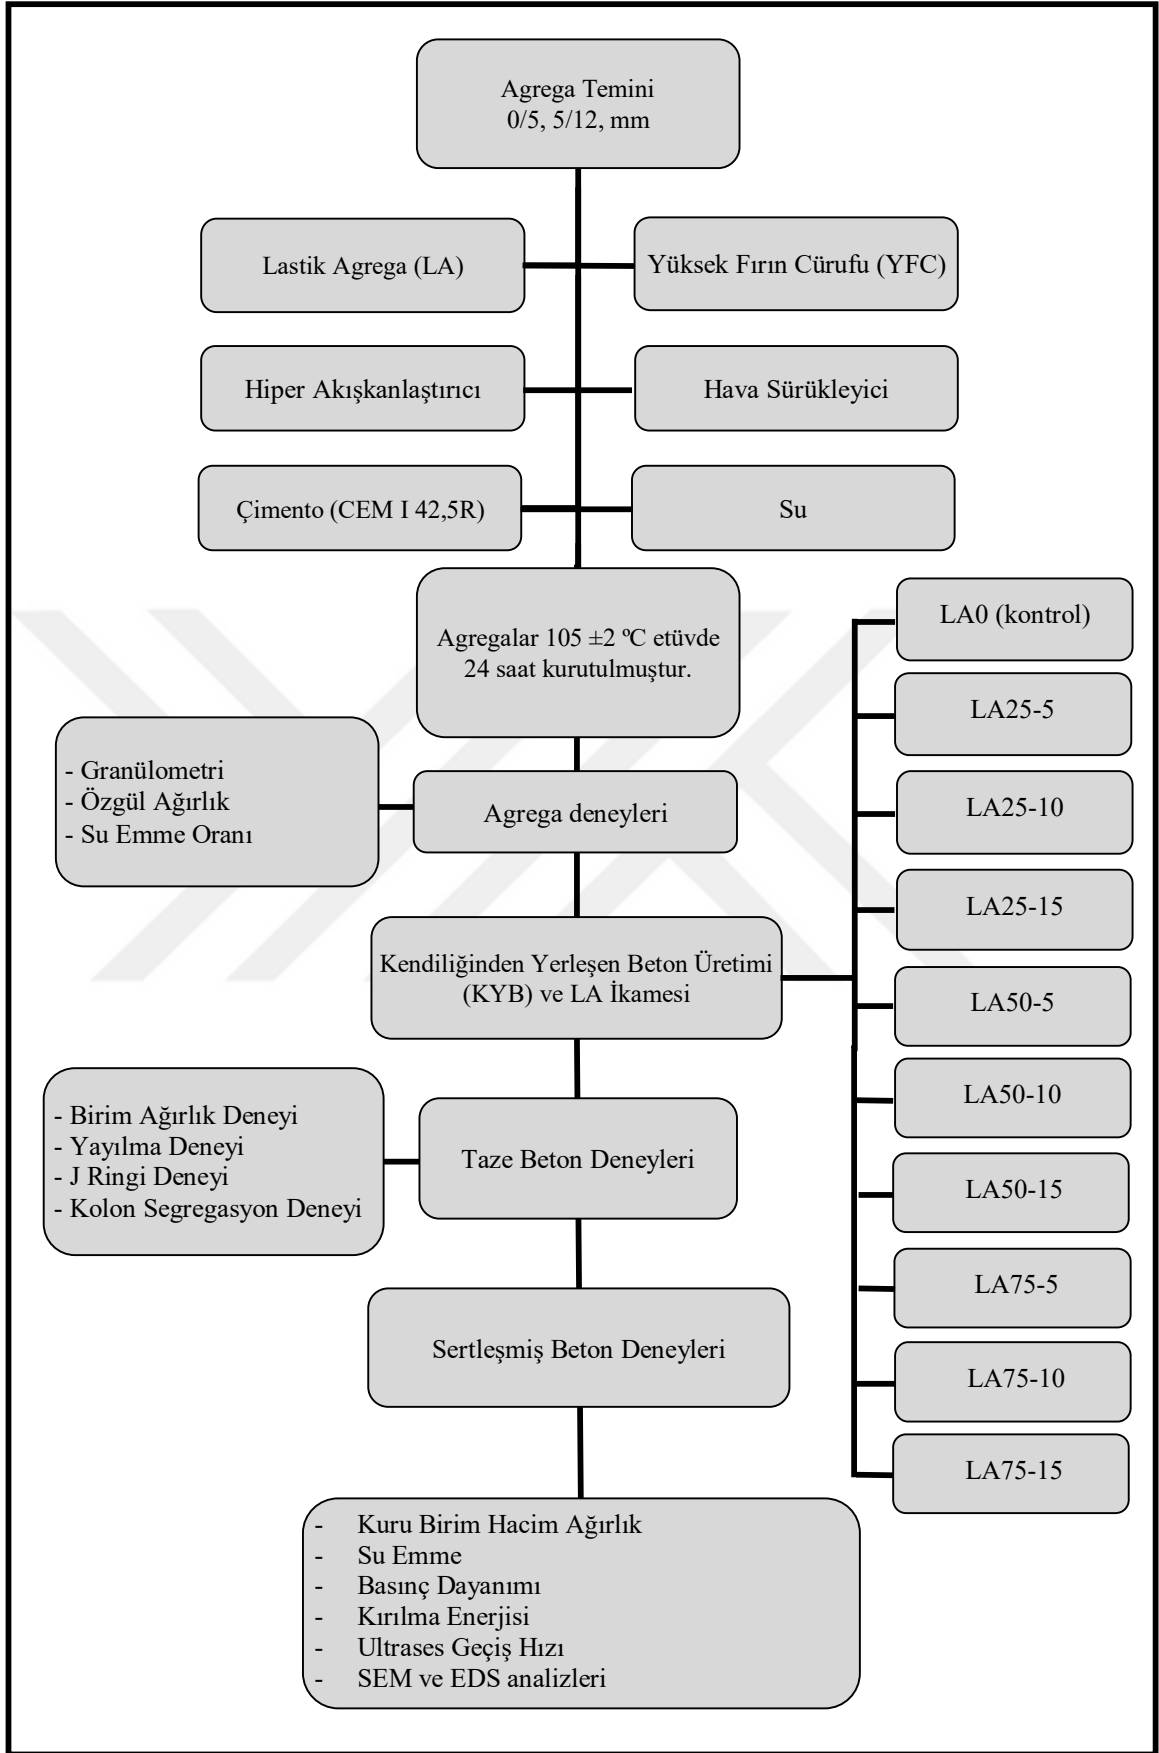 Agrega Temini
0/5, 5/12, mm
Lastik Agrega (LA)
Yüksek Fırın Cürufu (YFC)
Hiper Akışkanlaştırıcı
Hava Sürükleyici
Çimento (CEM I 42,5R)
Su
Agregalar 105 ±2 ºC etüvde
24 saat kurutulmuştur.
- Granülometri
- Özgül Ağırlık
- Su Emme Oranı
Agrega deneyleri
Kendiliğinden Yerleşen Beton Üretimi
(KYB) ve LA İkamesi
LA0 (kontrol)
LA25-5
LA25-10
LA25-15
LA50-5
LA50-10
LA50-15
LA75-5
LA75-10
LA75-15
- Birim Ağırlık Deneyi
- Yayılma Deneyi
- J Ringi Deneyi
- Kolon Segregasyon Deneyi
Taze Beton Deneyleri
Sertleşmiş Beton Deneyleri
- Kuru Birim Hacim Ağırlık
- Su Emme
- Basınç Dayanımı
- Kırılma Enerjisi
- Ultrases Geçiş Hızı
- SEM ve EDS analizleri